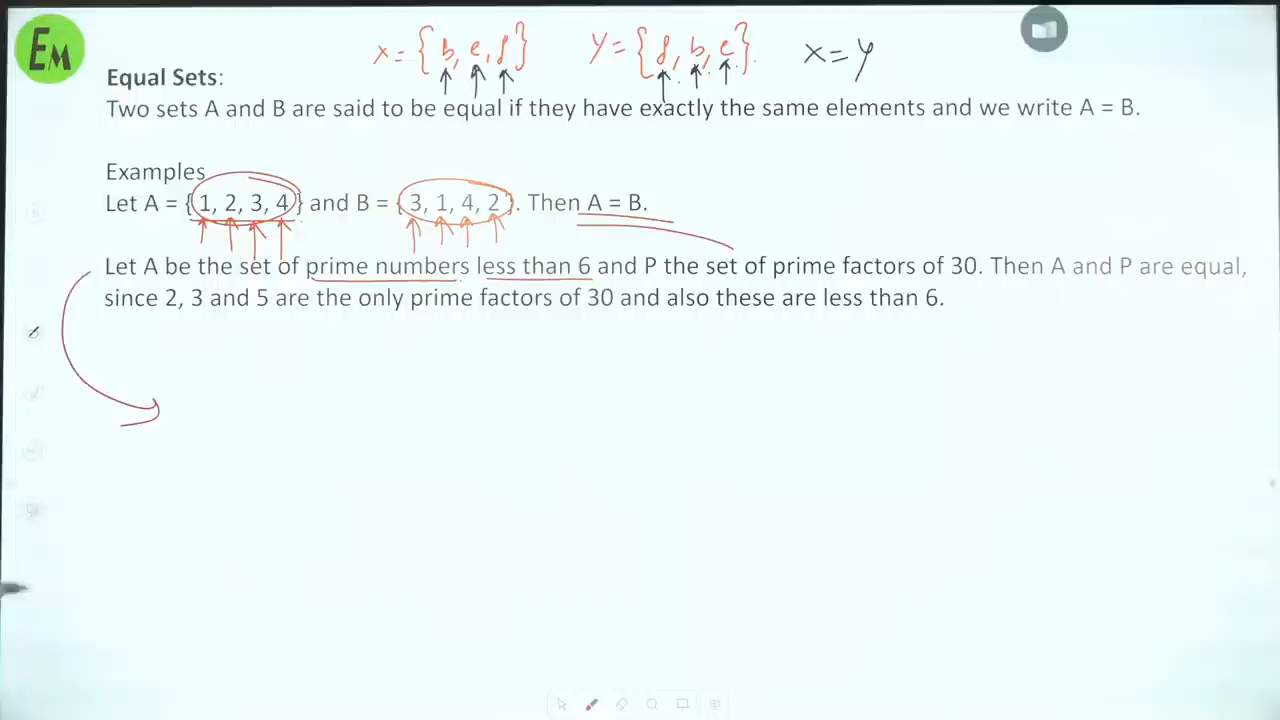 EM
x = {b, e, f} y = {f, b, e}. x = y
Equal Sets:
Two sets A and B are said to be equal if they have exactly the same elements and we write A = B.
Examples
Let A = {1, 2, 3, 4} and B = {3, 1, 4, 2}. Then A = B.
Let A be the set of prime numbers less than 6 and P the set of prime factors of 30. Then A and P are equal,
since 2, 3 and 5 are the only prime factors of 30 and also these are less than 6.